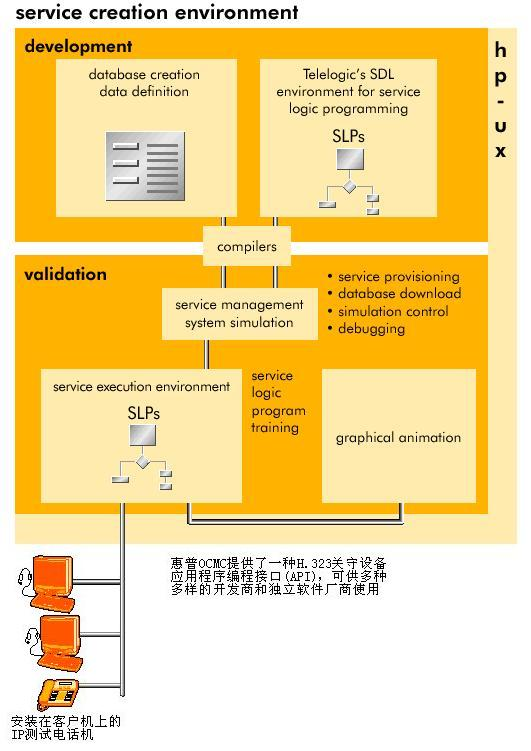 service creation environment
development
h
p
-
u
x
database creation
data definition
Telelogic's SDL
environment for service
logic programming
SLPs
compilers
validation
• service provisioning
• database download
• simulation control
• debugging
service management
system simulation
service execution environment
SLPs
service
logic
program
training
graphical animation
惠普OCMC提供了一种H.323关守设备
应用程序编程接口(API)，可供多种
多样的开发商和独立软件厂商使用
安装在客户机上的
IP测试电话机